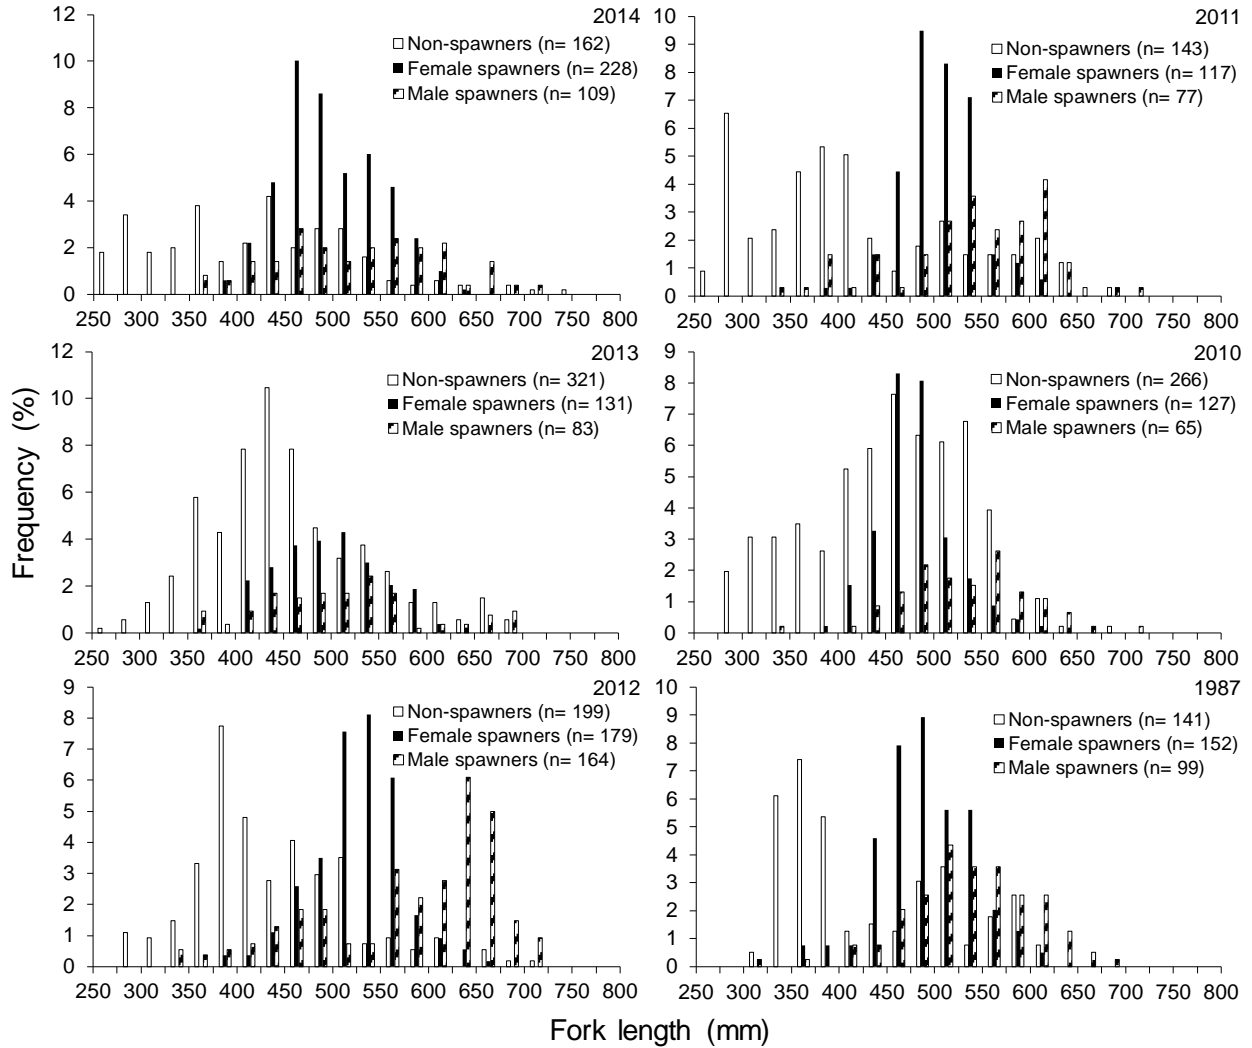 2014
12
10
8
6
4
2
0
Non-spawners (n= 162)
Female spawners (n= 228)
Male spawners (n= 109)
250 300 350 400 450 500 550 600 650 700 750 800
2011
10
9
8
7
6
5
4
3
2
1
0
Non-spawners (n= 143)
Female spawners (n= 117)
Male spawners (n= 77)
250 300 350 400 450 500 550 600 650 700 750 800
Frequency (%)
2013
12
10
8
6
4
2
0
Non-spawners (n= 321)
Female spawners (n= 131)
Male spawners (n= 83)
250 300 350 400 450 500 550 600 650 700 750 800
2010
9
8
7
6
5
4
3
2
1
0
Non-spawners (n= 266)
Female spawners (n= 127)
Male spawners (n= 65)
250 300 350 400 450 500 550 600 650 700 750 800
2012
9
8
7
6
5
4
3
2
1
0
Non-spawners (n= 199)
Female spawners (n= 179)
Male spawners (n= 164)
250 300 350 400 450 500 550 600 650 700 750 800
1987
10
9
8
7
6
5
4
3
2
1
0
Non-spawners (n= 141)
Female spawners (n= 152)
Male spawners (n= 99)
250 300 350 400 450 500 550 600 650 700 750 800
Fork length (mm)